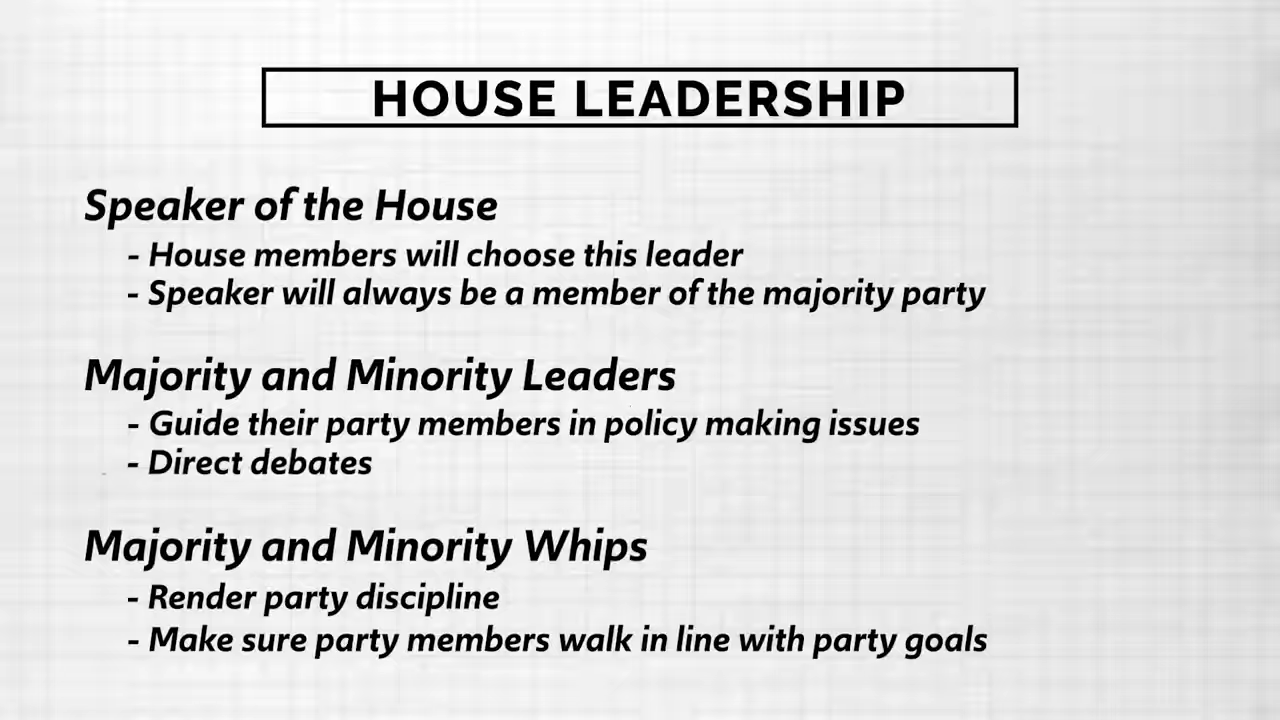 HOUSE LEADERSHIP
Speaker of the House
- House members will choose this leader
- Speaker will always be a member of the majority party
Majority and Minority Leaders
- Guide their party members in policy making issues
- Direct debates
Majority and Minority Whips
- Render party discipline
- Make sure party members walk in line with party goals